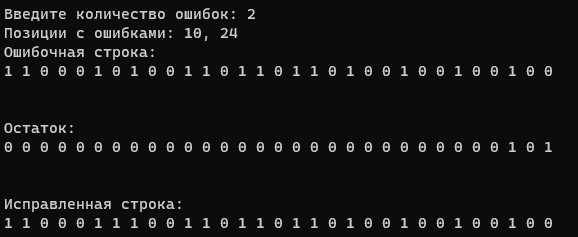 Введите количество ошибок: 2
Позиции с ошибками: 10, 24
Ошибочная строка:
1 1 0 0 0 1 0 1 0 0 1 1 0 1 1 0 1 1 0 1 0 0 1 0 0 1 0 0 1 0 0
Остаток:
0 0 0 0 0 0 0 0 0 0 0 0 0 0 0 0 0 0 0 0 0 0 0 0 0 0 0 0 1 0 1
Исправленная строка:
1 1 0 0 0 1 1 1 0 0 1 1 0 1 1 0 1 1 0 1 0 0 1 0 0 1 0 0 1 0 0